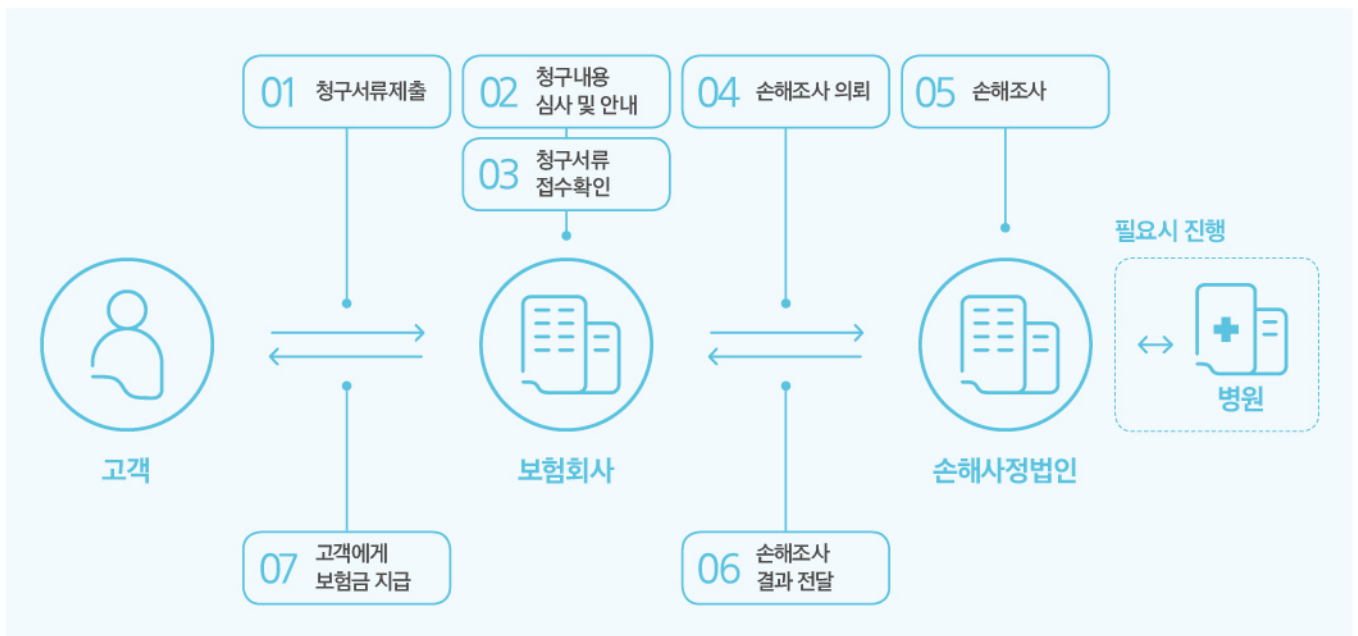 01 청구서류제출
02 청구내용
심사 및 안내
03 청구서류
접수확인
04 손해조사 의뢰
05 손해조사
필요시 진행
병원
고객
보험회사
손해사정법인
07 고객에게
보험금 지급
06 손해조사
결과 전달